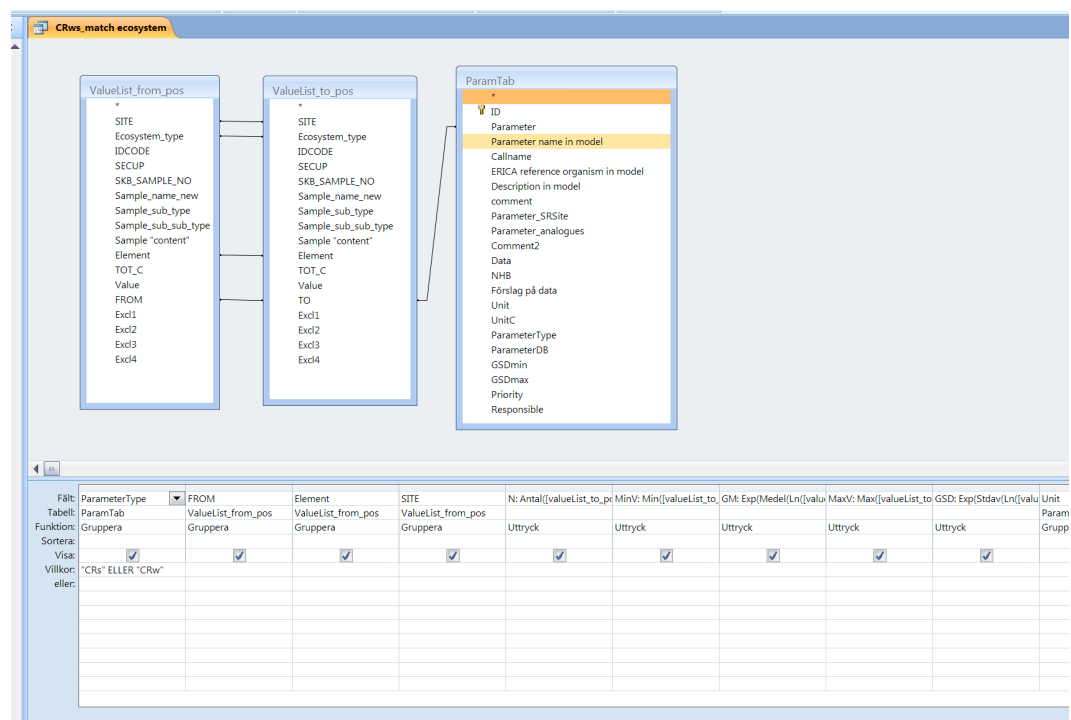 CRws_match ecosystem
ValueList_from_pos
*
SITE
Ecosystem_type
IDCODE
SECUP
SKB_SAMPLE_NO
Sample_name_new
Sample_sub_type
Sample_sub_sub_type
Sample "content"
Element
TOT_C
Value
FROM
Excl1
Excl2
Excl3
Excl4
ValueList_to_pos
*
SITE
Ecosystem_type
IDCODE
SECUP
SKB_SAMPLE_NO
Sample_name_new
Sample_sub_type
Sample_sub_sub_type
Sample "content"
Element
TOT_C
Value
TO
Excl1
Excl2
Excl3
Excl4
ParamTab
*
ID
Parameter
Parameter name in model
Callname
ERICA reference organism in model
Description in model
comment
Parameter_SRSite
Parameter_analogues
Comment2
Data
NHB
Förslag på data
Unit
UnitC
ParameterType
ParameterDB
GSDmin
GSDmax
Priority
Responsible
Fält: ParameterType FROM Element SITE N: Antal([valueList_to_po MinV: Min([valueList_to_ GM: Exp(Medel(Ln([valu MaxV: Max([valueList_to GSD: Exp(Stdav(Ln([valu Unit
Tabell: ParamTab ValueList_from_pos ValueList_from_pos ValueList_from_pos Param
Funktion: Gruppera Gruppera Gruppera Gruppera Uttryck Uttryck Uttryck Uttryck Uttryck Grupp
Sortera:
Visa:
Villkor: "CRs" ELLER "CRw"
eller: